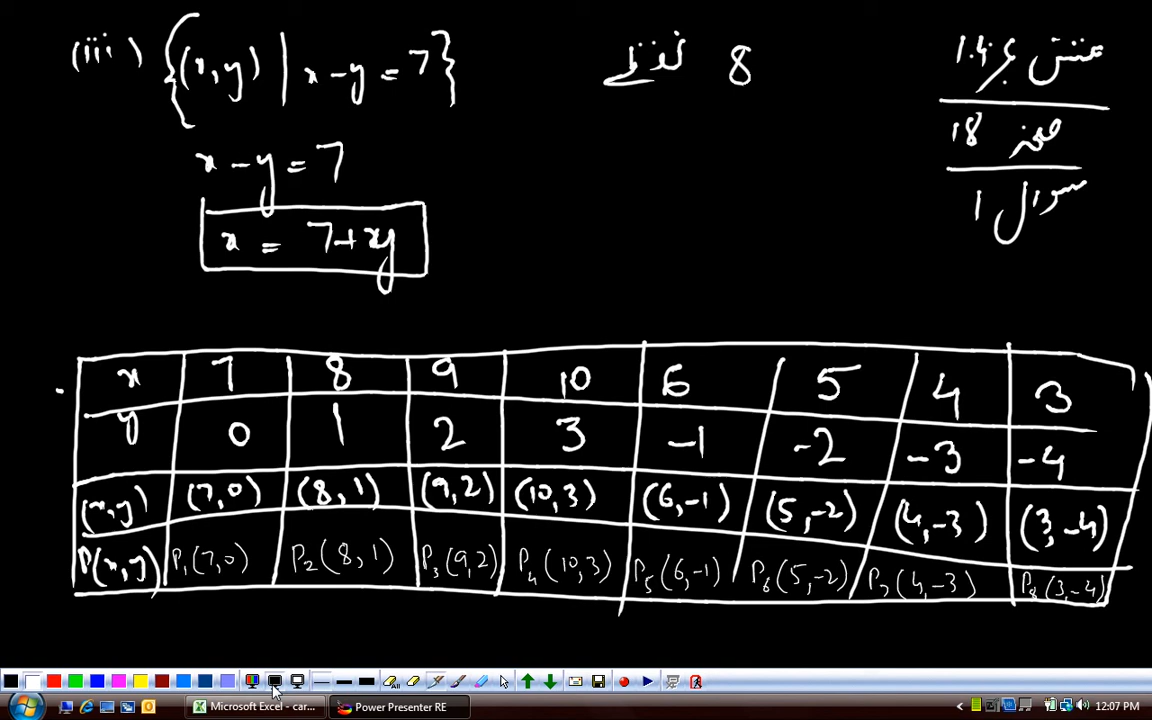 (iii) {(x,y) | x-y=7}
8 نقطے
مشق 1.4
صفحہ 18
سوال 1
x-y=7
x = 7+xy
x 7 8 9 10 6 5 4 3
y 0 1 2 3 -1 -2 -3 -4
(x,y) (7,0) (8,1) (9,2) (10,3) (6,-1) (5,-2) (4,-3) (3,-4)
P(x,y) P₁(7,0) P₂(8,1) P₃(9,2) P₄(10,3) P₅(6,-1) P₆(5,-2) P₇(4,-3) P₈(3,-4)
All
Microsoft Excel - car...
Power Presenter RE
12:07 PM